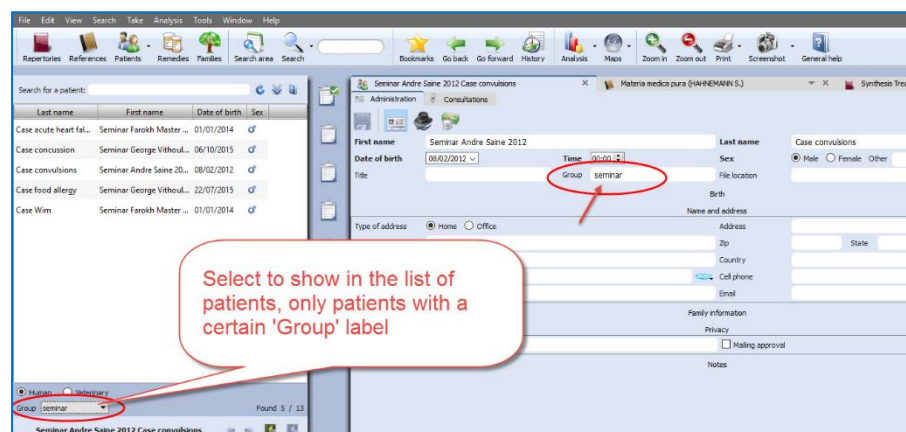 File Edit View Search Take Analysis Tools Window Help
Repertories References Patients Remedies Families Search area Search Bookmarks Go back Go forward History Analysis Maps Zoom in Zoom out Print Screenshot General help
Search for a patient:
Last name First name Date of birth Sex
Case acute heart fal... Seminar Farokh Master ... 01/01/2014
Case concussion Seminar George Vithoul... 06/10/2015
Case convulsions Seminar Andre Saine 20... 08/02/2012
Case food allergy Seminar George Vithoul... 22/07/2015
Case Wim Seminar Farokh Master ... 01/01/2014
Human Veterinary
Group seminar Found 5 / 13
Seminar Andre Saine 2012 Case convulsions
Seminar Andre Saine 2012 Case convulsions X Materia medica pura (HAHNEMANN S.) X Synthesis Trea
Administration Consultations
First name Seminar Andre Saine 2012 Last name Case convulsions
Date of birth 08/02/2012 Time 00:00 Sex Male Female Other
Title Group seminar File location
Birth
Name and address
Type of address Home Office Address
Zip State
Country
Cell phone
Email
Family information
Privacy
Mailing approval
Notes
Select to show in the list of
patients, only patients with a
certain 'Group' label